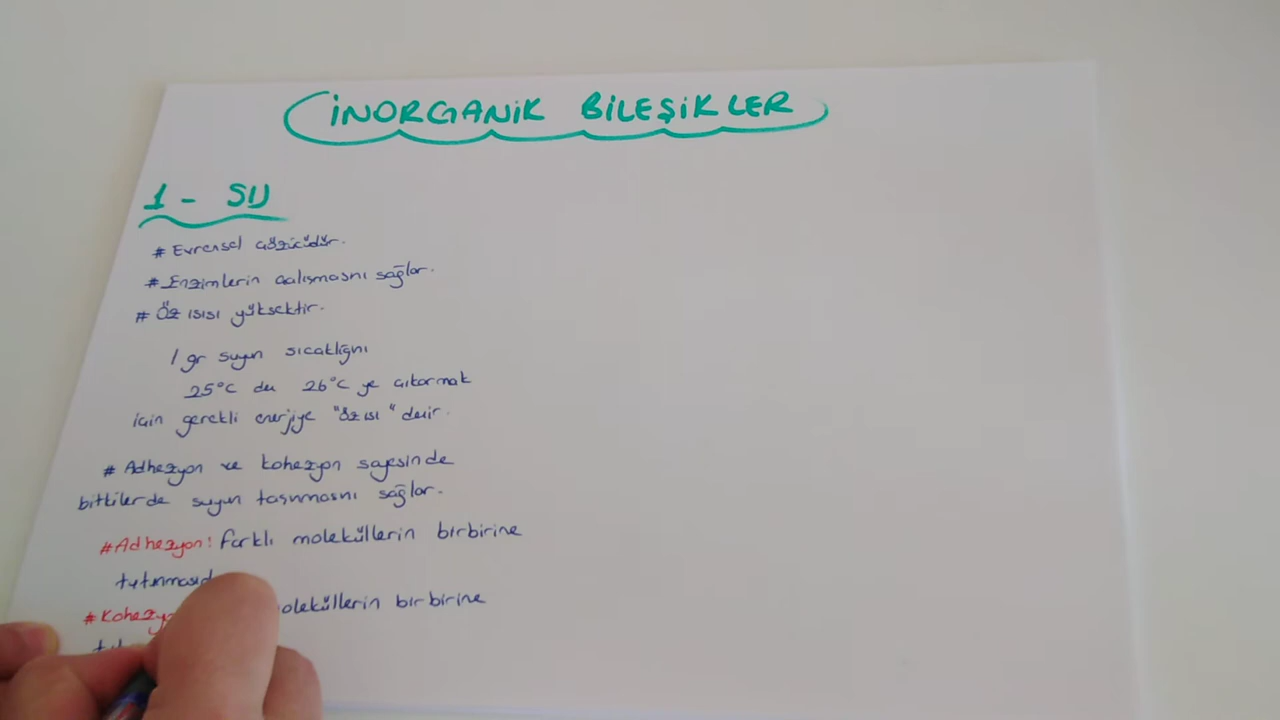 İNORGANİK BİLEŞİKLER
1- SU
# Evrensel çözücüdür.
# Enzimlerin çalışmasını sağlar.
# Öz ısısı yüksektir.
1 gr suyun sıcaklığını
25°C den 26°C ye çıkarmak
için gerekli enerjiye "öz ısı" denir.
# Adhezyon ve kohezyon sayesinde
bitkilerde suyun taşınmasını sağlar.
#Adhezyon: farklı moleküllerin birbirine
#Kohezyo moleküllerin birbirine